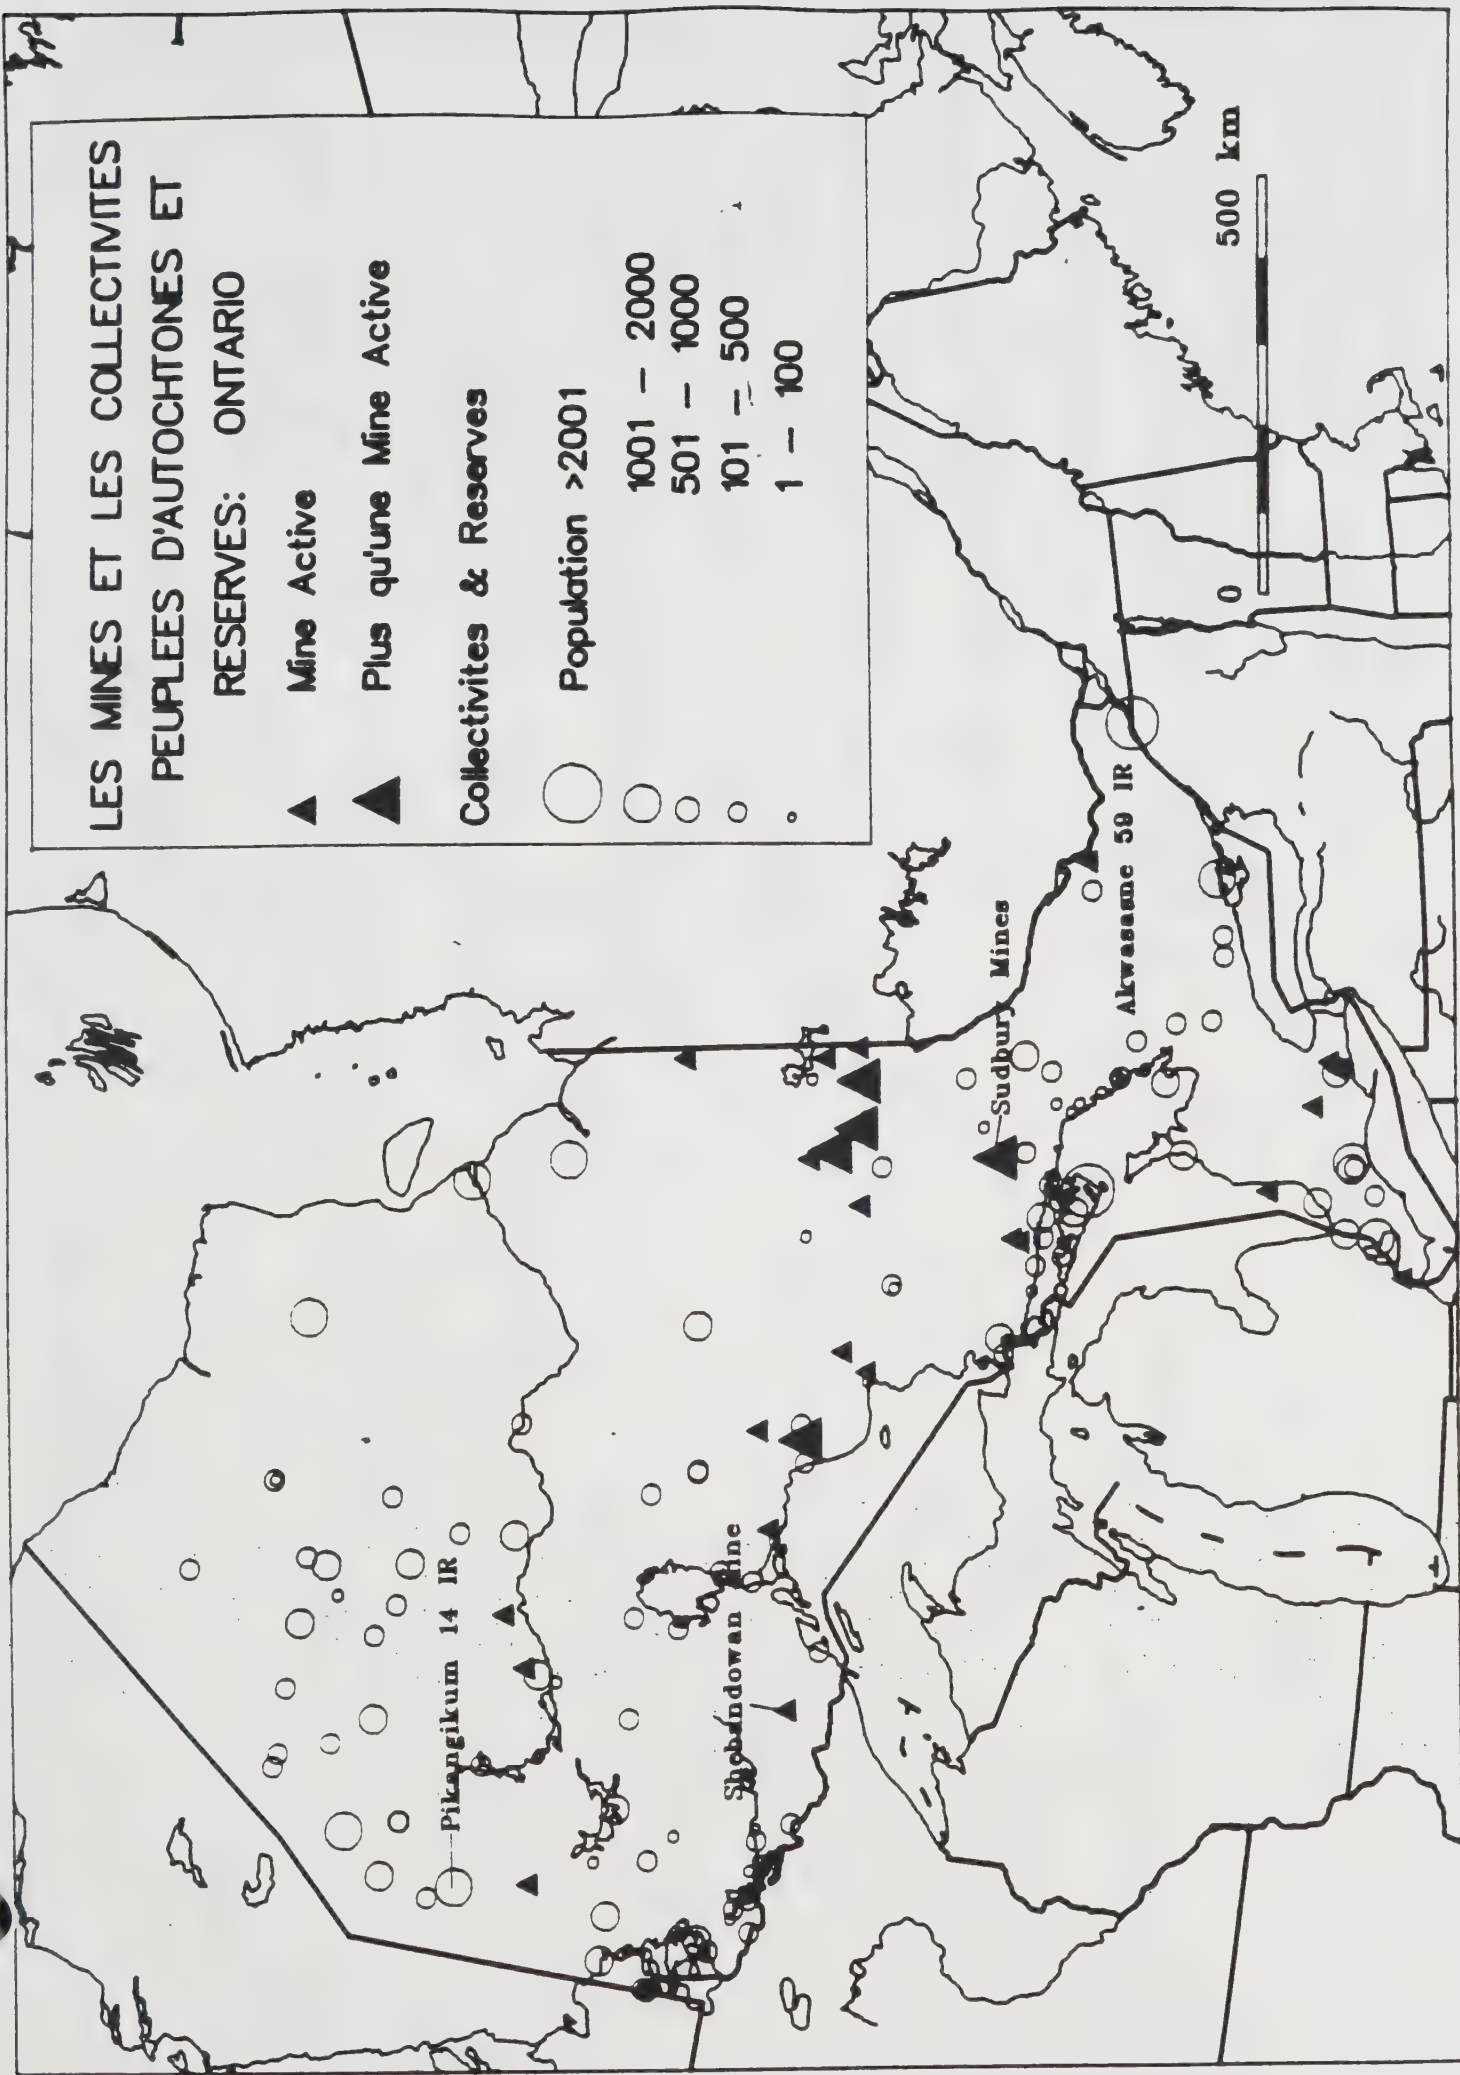 LES MINES ET LES COLLECTIVITES
PEUPLEES D'AUTOCHTONES ET
RESERVES: ONTARIO
Mine Active
Plus qu'une Mine Active
Collectivites & Reserves
Population >2001
1001 - 2000
501 - 1000
101 - 500
1 - 100
Pikangikum 14 IR
Shebandowan Mine
Sudbury Mines
Akwasasne 59 IR
0
500 km